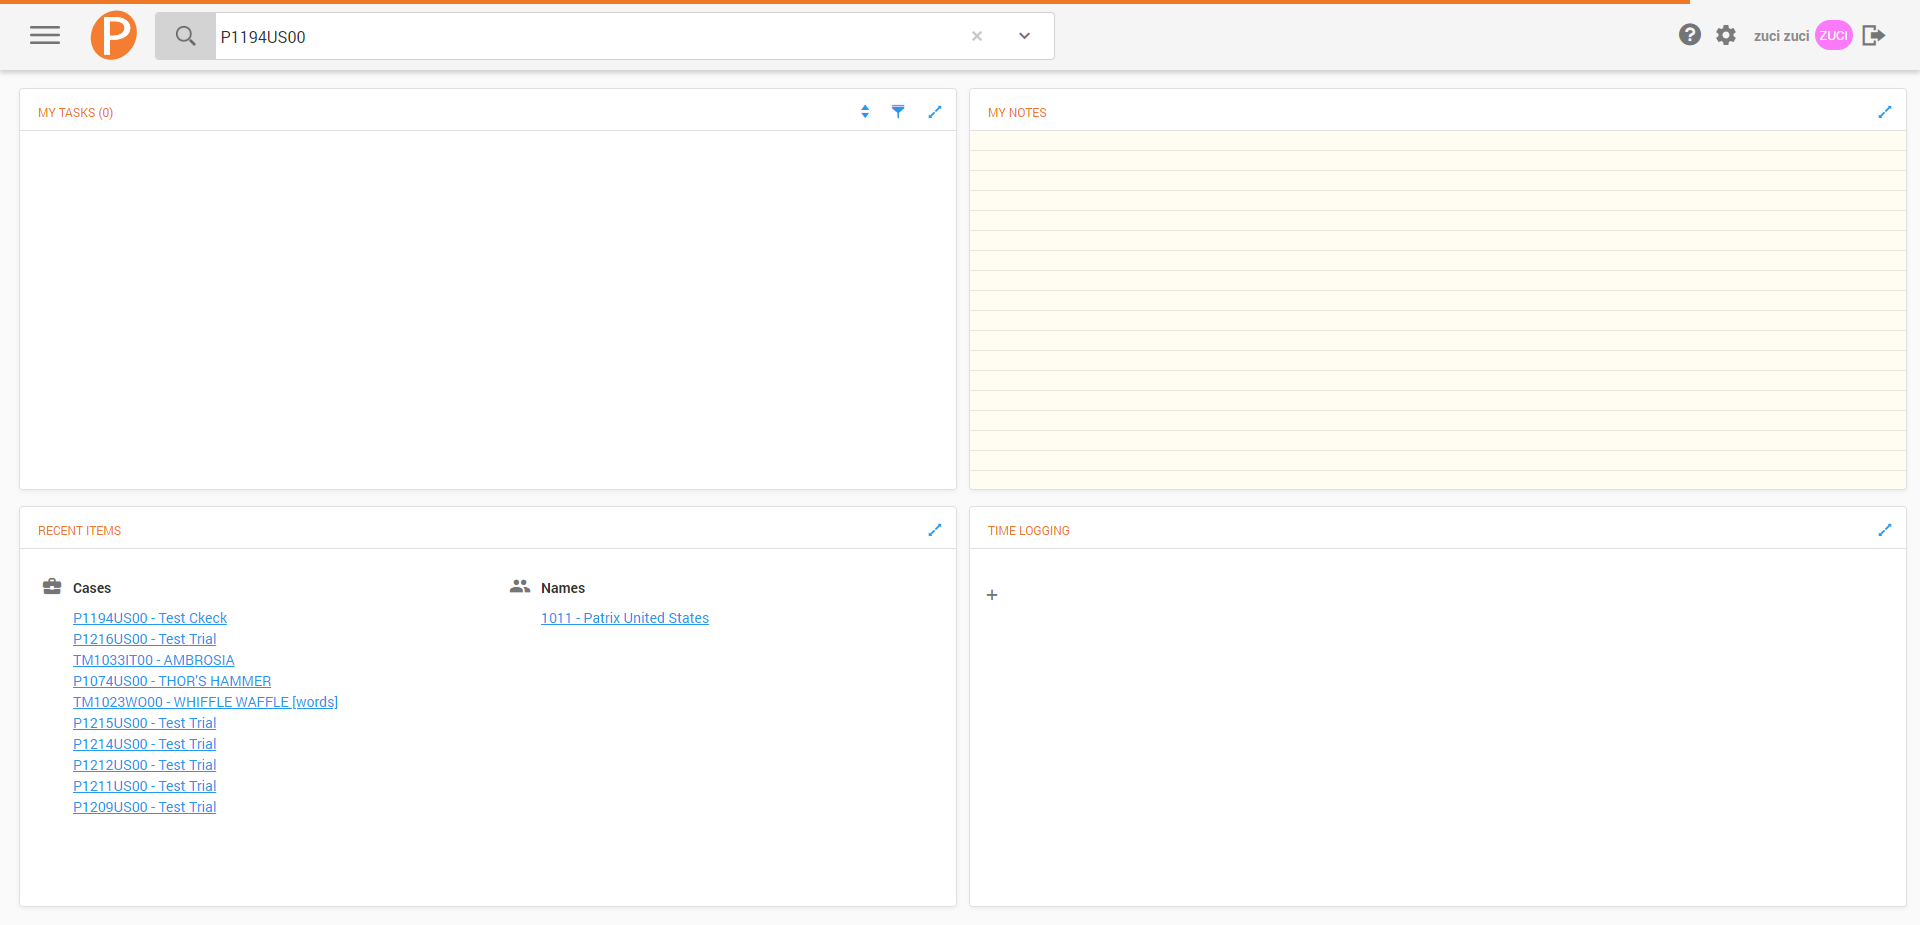 P
P1194US00
zuci zuci
ZUCI
MY TASKS (0)
MY NOTES
RECENT ITEMS
Cases
P1194US00 - Test Ckeck
P1216US00 - Test Trial
TM1033IT00 - AMBROSIA
P1074US00 - THOR'S HAMMER
TM1023WO00 - WHIFFLE WAFFLE [words]
P1215US00 - Test Trial
P1214US00 - Test Trial
P1212US00 - Test Trial
P1211US00 - Test Trial
P1209US00 - Test Trial
Names
1011 - Patrix United States
TIME LOGGING